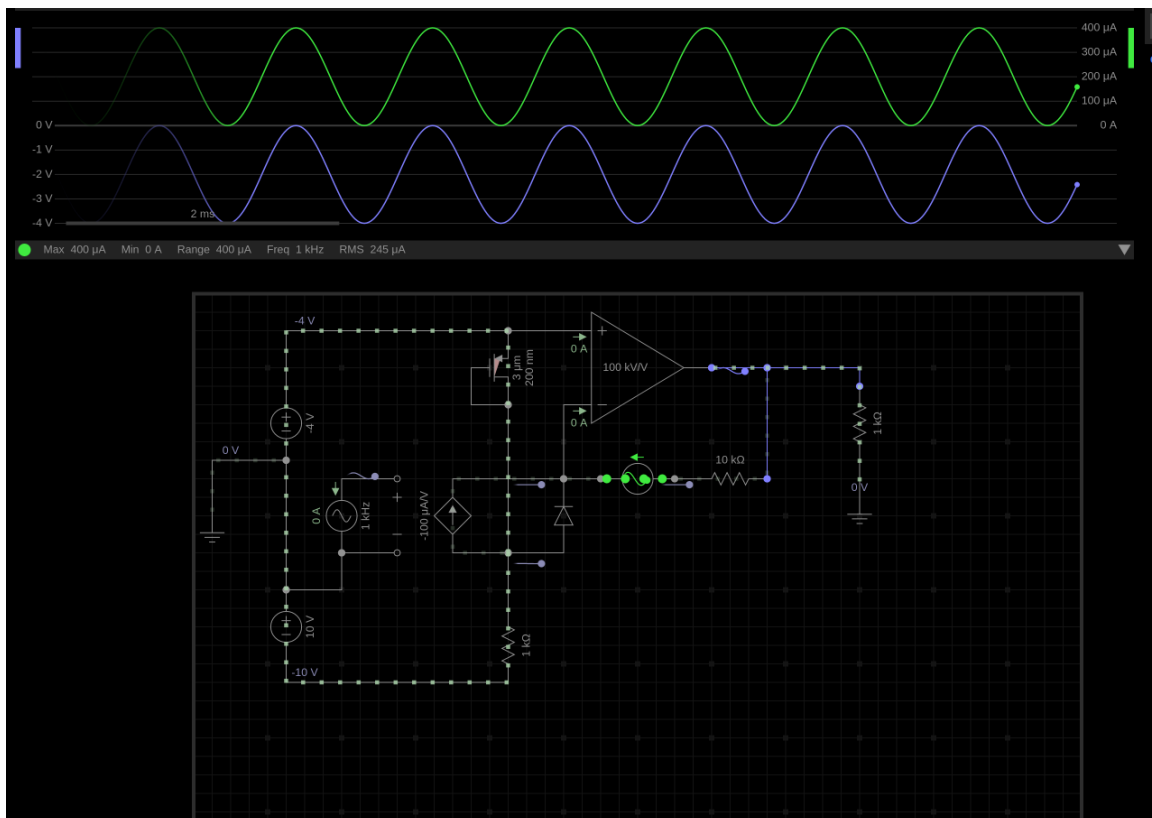 400 µA
300 µA
200 µA
100 µA
0 V
0 A
-1 V
-2 V
-3 V
2 ms
-4 V
Max 400 µA Min 0 A Range 400 µA Freq 1 kHz RMS 245 µA
-4 V
+
0 A
3 µm
200 nm
100 kV/V
-4 V
+
−
−
0 A
1 kΩ
0 V
10 kΩ
0 V
0 A
1 kHz
+
−
-100 µA/V
10 V
+
−
1 kΩ
-10 V